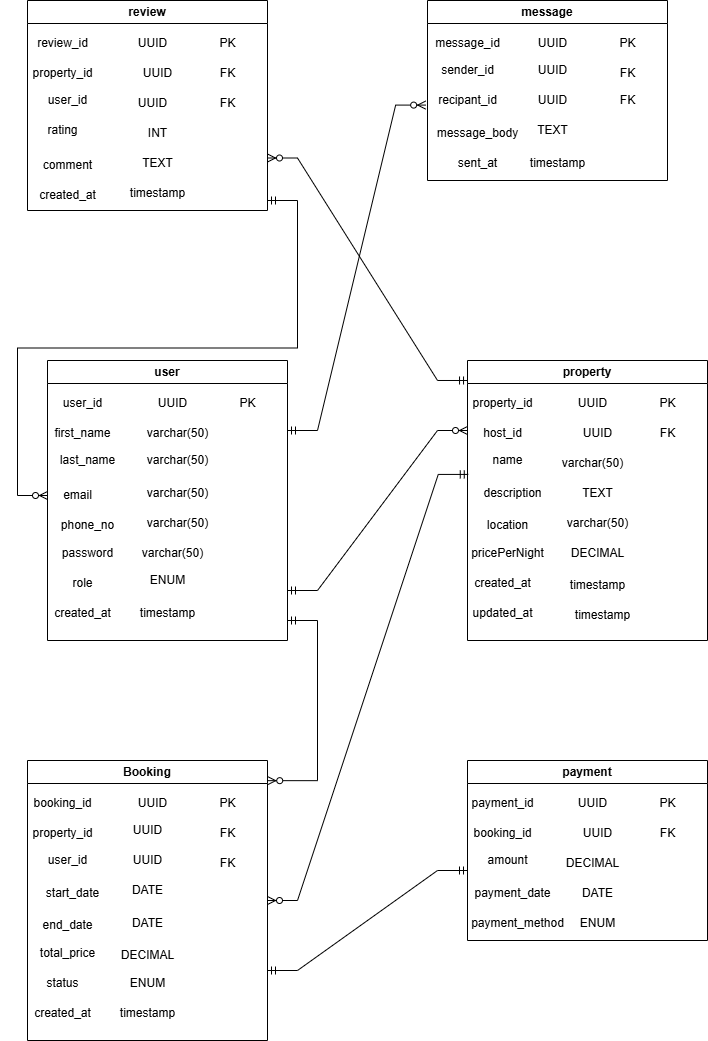 review
review_id UUID PK
property_id UUID FK
user_id UUID FK
rating INT
comment TEXT
created_at timestamp
message
message_id UUID PK
sender_id UUID FK
recipant_id UUID FK
message_body TEXT
sent_at timestamp
user
user_id UUID PK
first_name varchar(50)
last_name varchar(50)
email varchar(50)
phone_no varchar(50)
password varchar(50)
role ENUM
created_at timestamp
property
property_id UUID PK
host_id UUID FK
name varchar(50)
description TEXT
location varchar(50)
pricePerNight DECIMAL
created_at timestamp
updated_at timestamp
Booking
booking_id UUID PK
property_id UUID FK
user_id UUID FK
start_date DATE
end_date DATE
total_price DECIMAL
status ENUM
created_at timestamp
payment
payment_id UUID PK
booking_id UUID FK
amount DECIMAL
payment_date DATE
payment_method ENUM